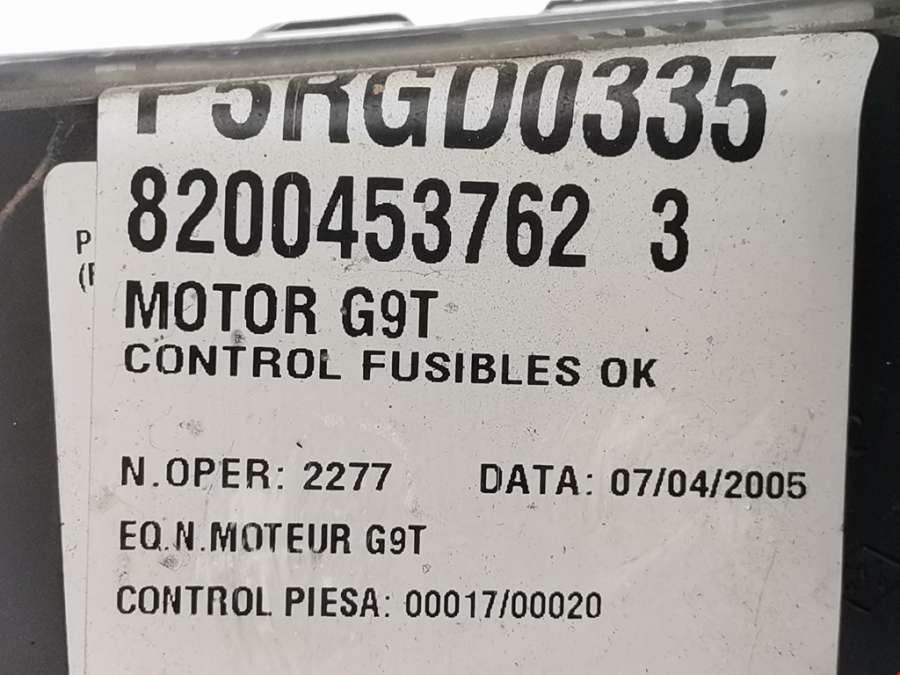 P5RGD0335
8200453762 3
MOTOR G9T
CONTROL FUSIBLES OK
N.OPER: 2277 DATA: 07/04/2005
EQ.N.MOTEUR G9T
CONTROL PIESA: 00017/00020